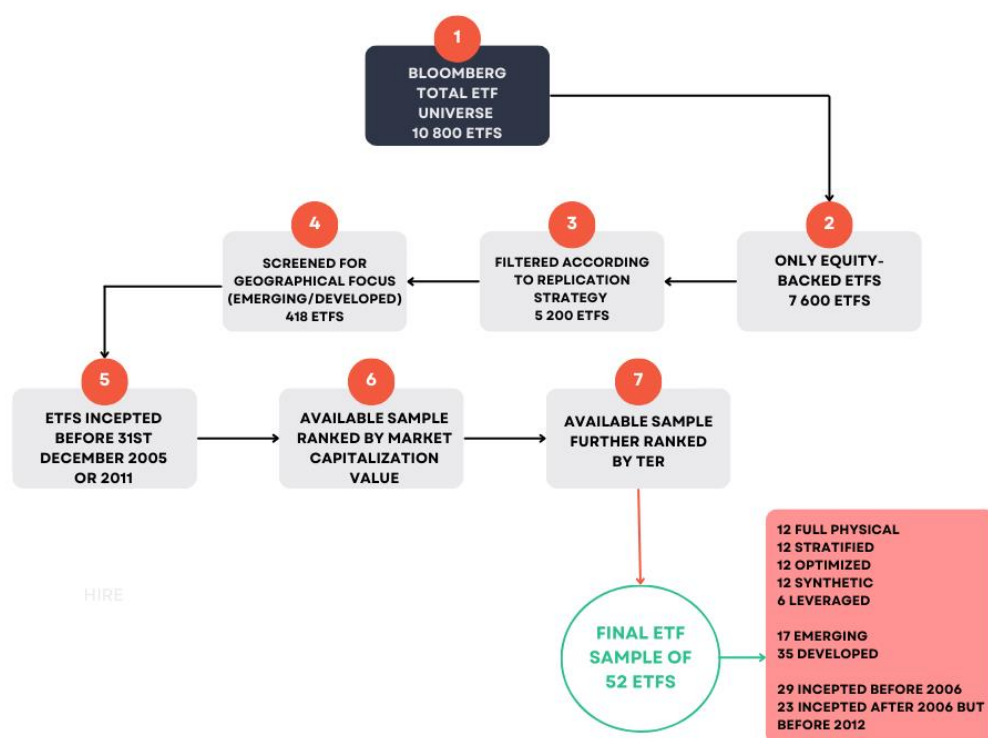 1
BLOOMBERG
TOTAL ETF
UNIVERSE
10 800 ETFS
2
ONLY EQUITY-
BACKED ETFS
7 600 ETFS
3
FILTERED ACCORDING
TO REPLICATION
STRATEGY
5 200 ETFS
4
SCREENED FOR
GEOGRAPHICAL FOCUS
(EMERGING/DEVELOPED)
418 ETFS
5
ETFS INCEPTED
BEFORE 31ST
DECEMBER 2005
OR 2011
6
AVAILABLE SAMPLE
RANKED BY MARKET
CAPITALIZATION
VALUE
7
AVAILABLE SAMPLE
FURTHER RANKED
BY TER
HIRE
FINAL ETF
SAMPLE OF
52 ETFS
12 FULL PHYSICAL
12 STRATIFIED
12 OPTIMIZED
12 SYNTHETIC
6 LEVERAGED
17 EMERGING
35 DEVELOPED
29 INCEPTED BEFORE 2006
23 INCEPTED AFTER 2006 BUT
BEFORE 2012